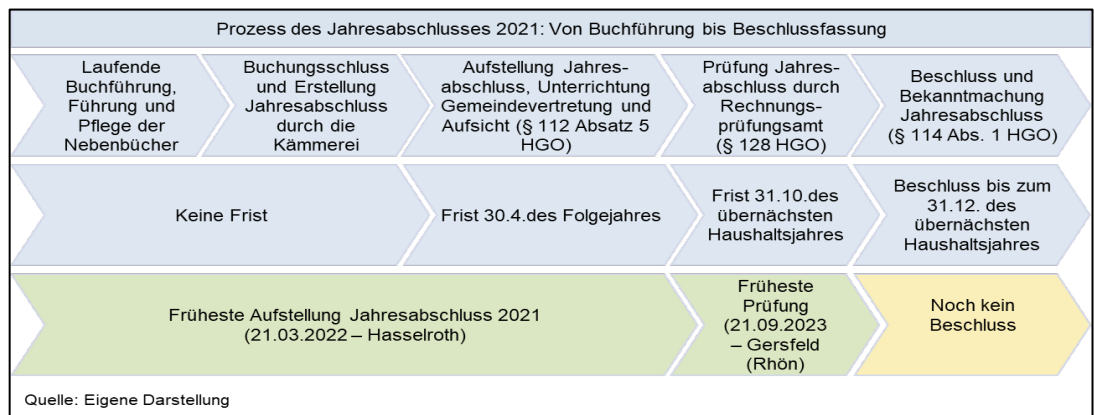 Prozess des Jahresabschlusses 2021: Von Buchführung bis Beschlussfassung
Laufende
Buchführung,
Führung und
Pflege der
Nebenbücher
Buchungsschluss
und Erstellung
Jahresabschluss
durch die
Kämmerei
Aufstellung Jahres-
abschluss, Unterrichtung
Gemeindevertretung und
Aufsicht (§ 112 Absatz 5
HGO)
Prüfung Jahres-
abschluss durch
Rechnungs-
prüfungsamt
(§ 128 HGO)
Beschluss und
Bekanntmachung
Jahresabschluss
(§ 114 Abs. 1 HGO)
Keine Frist
Frist 30.4.des Folgejahres
Frist 31.10.des
übernächsten
Haushaltsjahres
Beschluss bis zum
31.12. des
übernächsten
Haushaltsjahres
Früheste Aufstellung Jahresabschluss 2021
(21.03.2022 – Hasselroth)
Früheste
Prüfung
(21.09.2023
– Gersfeld
(Rhön)
Noch kein
Beschluss
Quelle: Eigene Darstellung